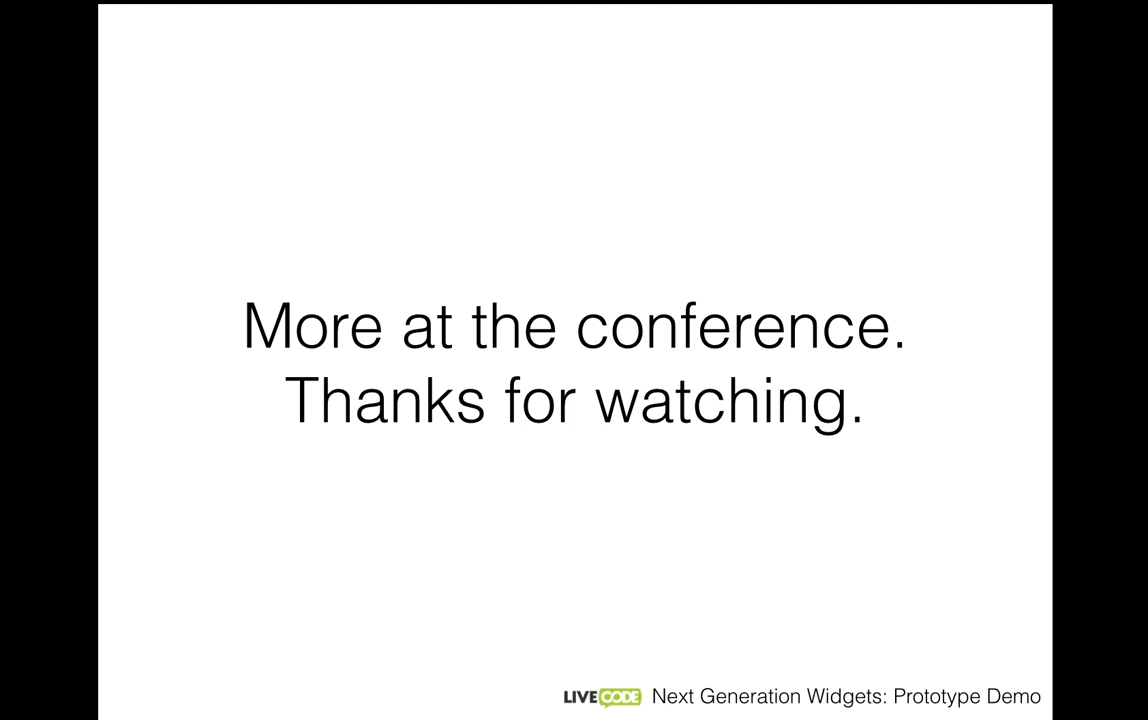 More at the conference.
Thanks for watching.
LIVECODE Next Generation Widgets: Prototype Demo